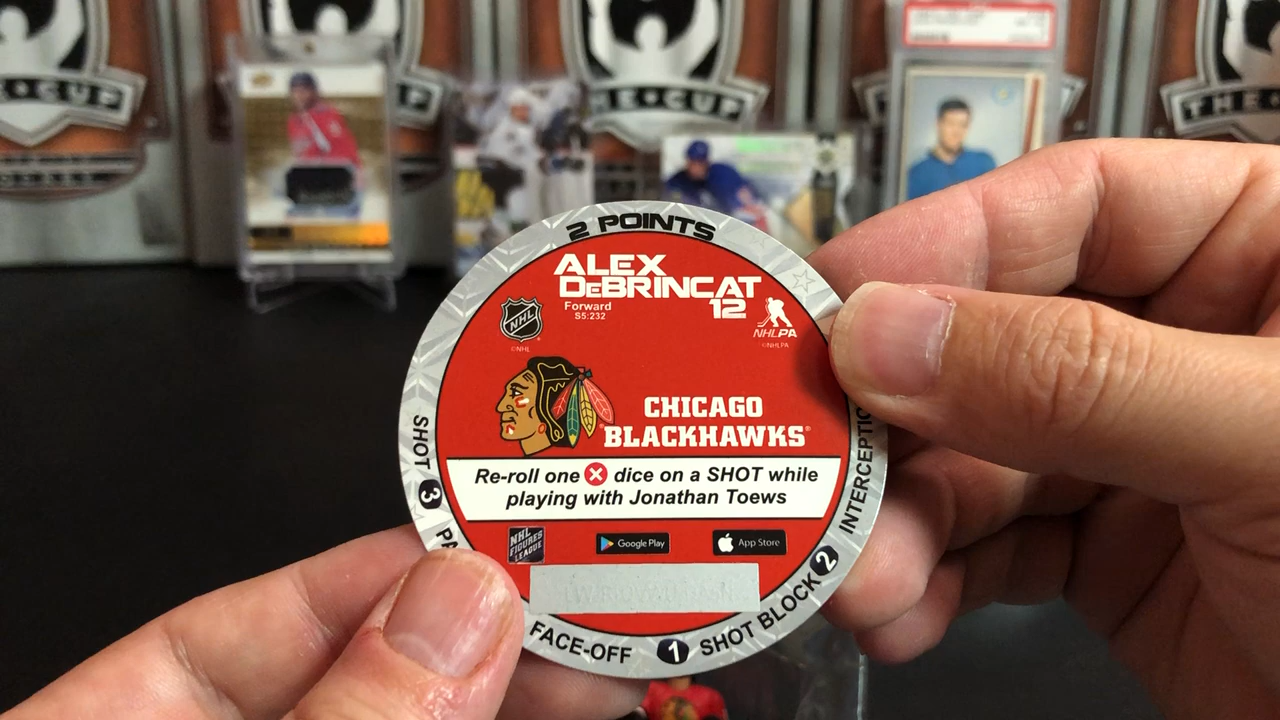 THE CUP
THE CUP
2 POINTS
ALEX
DeBRINCAT
12
Forward
S5:232
NHL
©NHL
NHLPA
©NHLPA
CHICAGO
BLACKHAWKS
Re-roll one dice on a SHOT while
playing with Jonathan Toews
NHL
FIGURES
LEAGUE
Google Play
App Store
SHOT
3
FACE-OFF
1
SHOT BLOCK
2